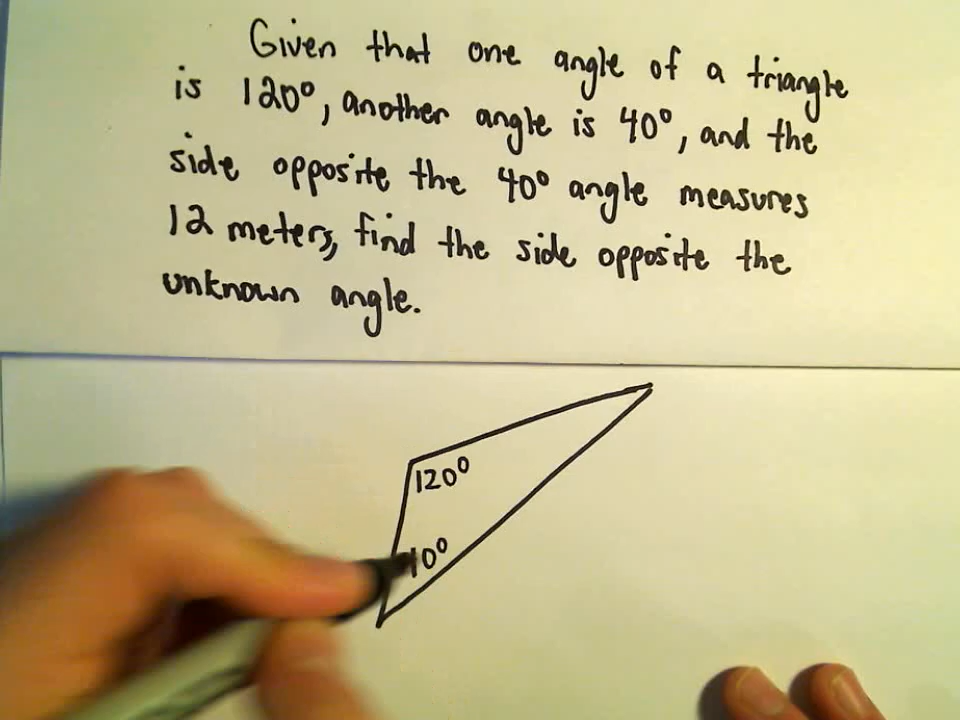 Given that one angle of a triangle
is 120°, another angle is 40°, and the
side opposite the 40° angle measures
12 meters, find the side opposite the
unknown angle.
120°
40°